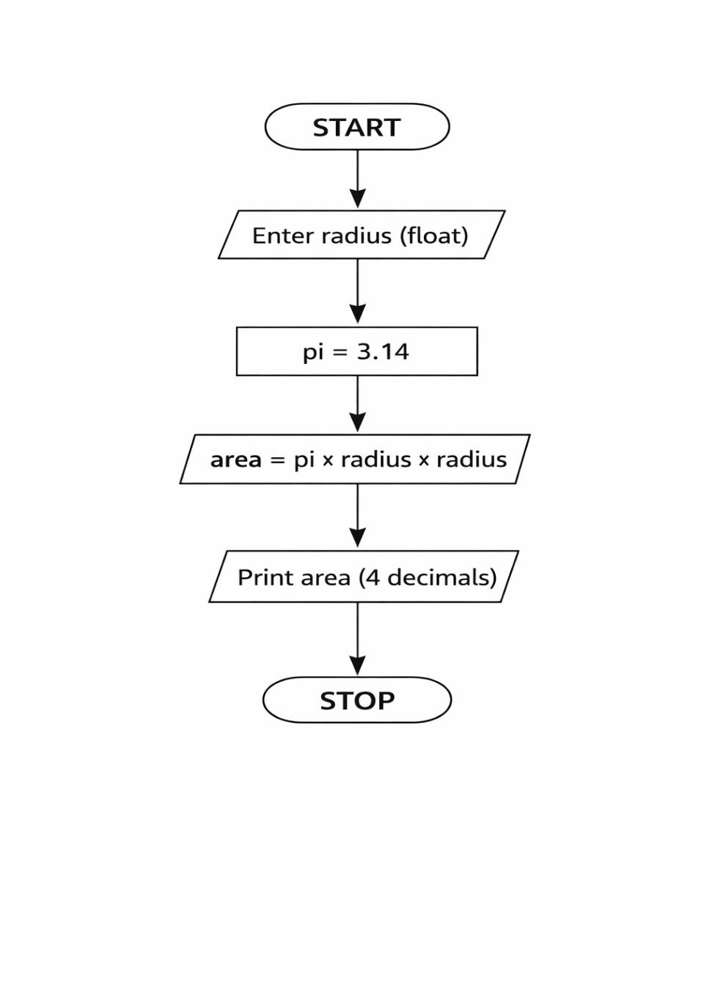 START
Enter radius (float)
pi = 3.14
area = pi × radius × radius
Print area (4 decimals)
STOP